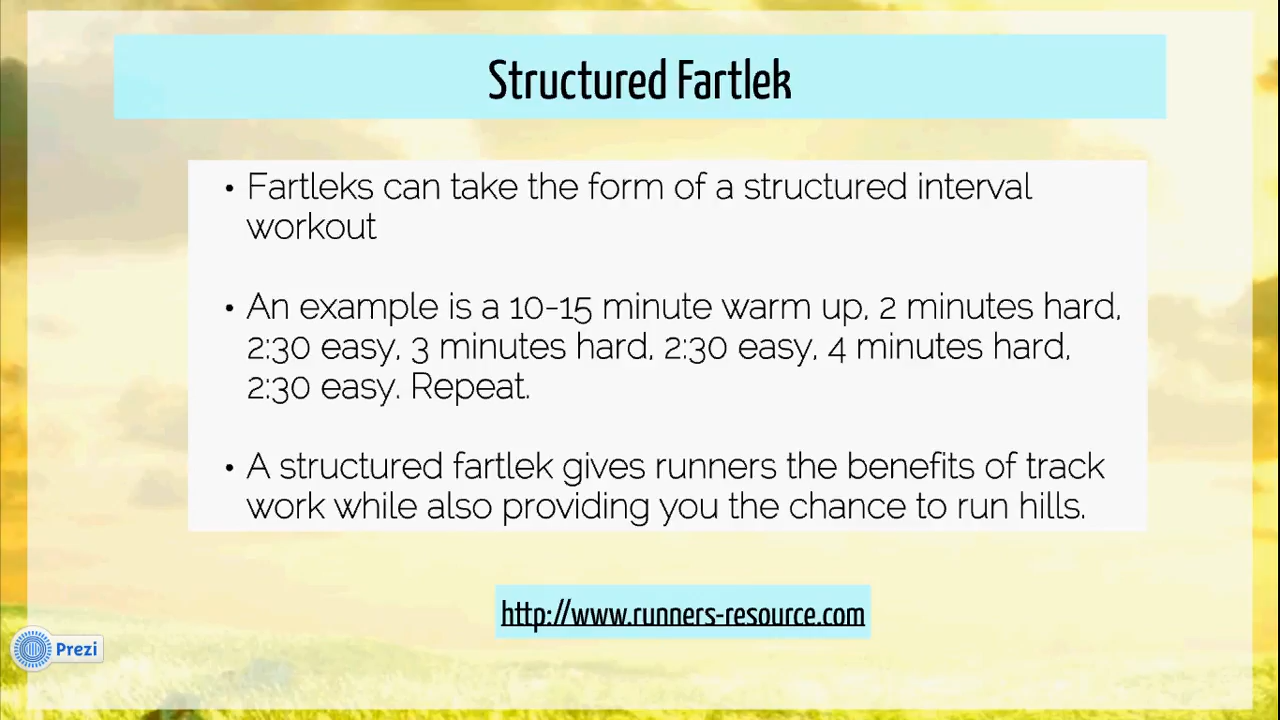 Structured Fartlek
• Fartleks can take the form of a structured interval
workout
• An example is a 10-15 minute warm up, 2 minutes hard,
2:30 easy, 3 minutes hard, 2:30 easy, 4 minutes hard,
2:30 easy. Repeat.
• A structured fartlek gives runners the benefits of track
work while also providing you the chance to run hills.
http://www.runners-resource.com
Prezi